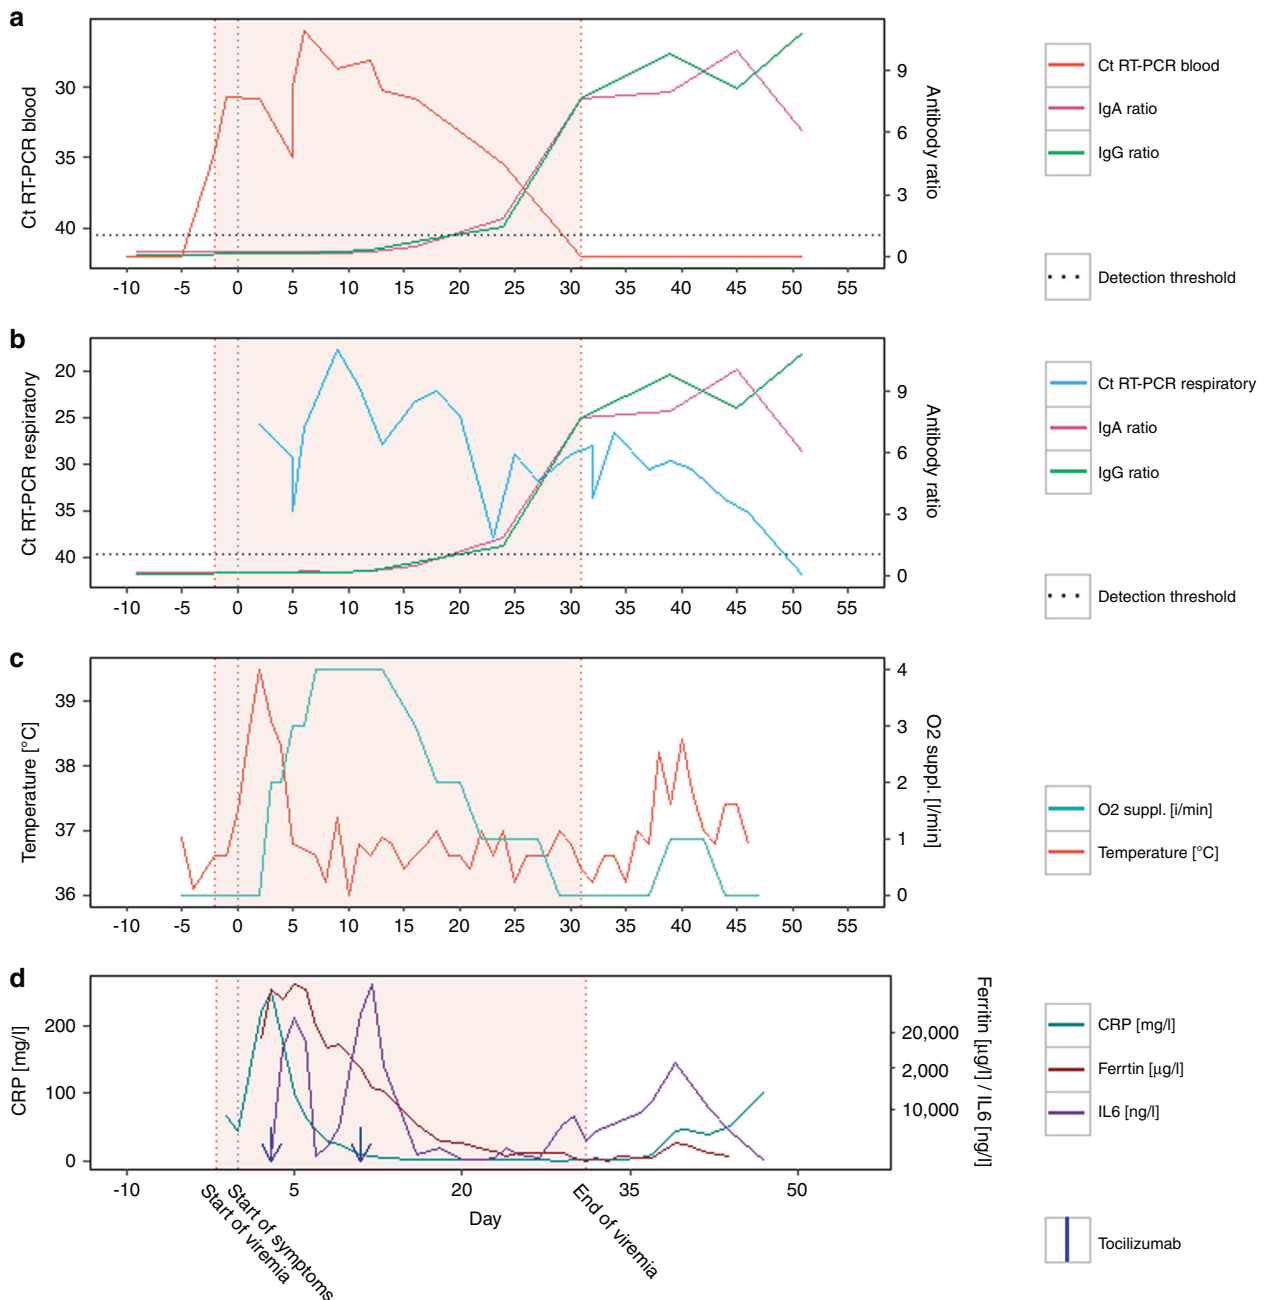 a
Ct RT-PCR blood
30
35
40
9
6
3
0
Antibody ratio
-10 -5 0 5 10 15 20 25 30 35 40 45 55
Ct RT-PCR blood
IgA ratio
IgG ratio
Detection threshold
b
Ct RT-PCR respiratory
20
25
30
35
40
9
6
3
0
Antibody ratio
-10 -5 0 5 10 15 20 25 30 35 40 45 55
Ct RT-PCR respiratory
IgA ratio
IgG ratio
Detection threshold
c
Temperature [°C]
39
38
37
36
4
3
2
1
0
O2 suppl. [l/min]
-10 -5 0 5 10 15 20 25 30 35 40 45 55
O2 suppl. [i/min]
Temperature [°C]
d
CRP [mg/l]
200
100
0
20,000
2,000
10,000
Ferritin [µg/l] / IL6 [ng/l]
-10 5 20 35 50
Day
Start of viremia
Start of symptoms
End of viremia
CRP [mg/l]
Ferrtin [µg/l]
IL6 [ng/l]
Tocilizumab